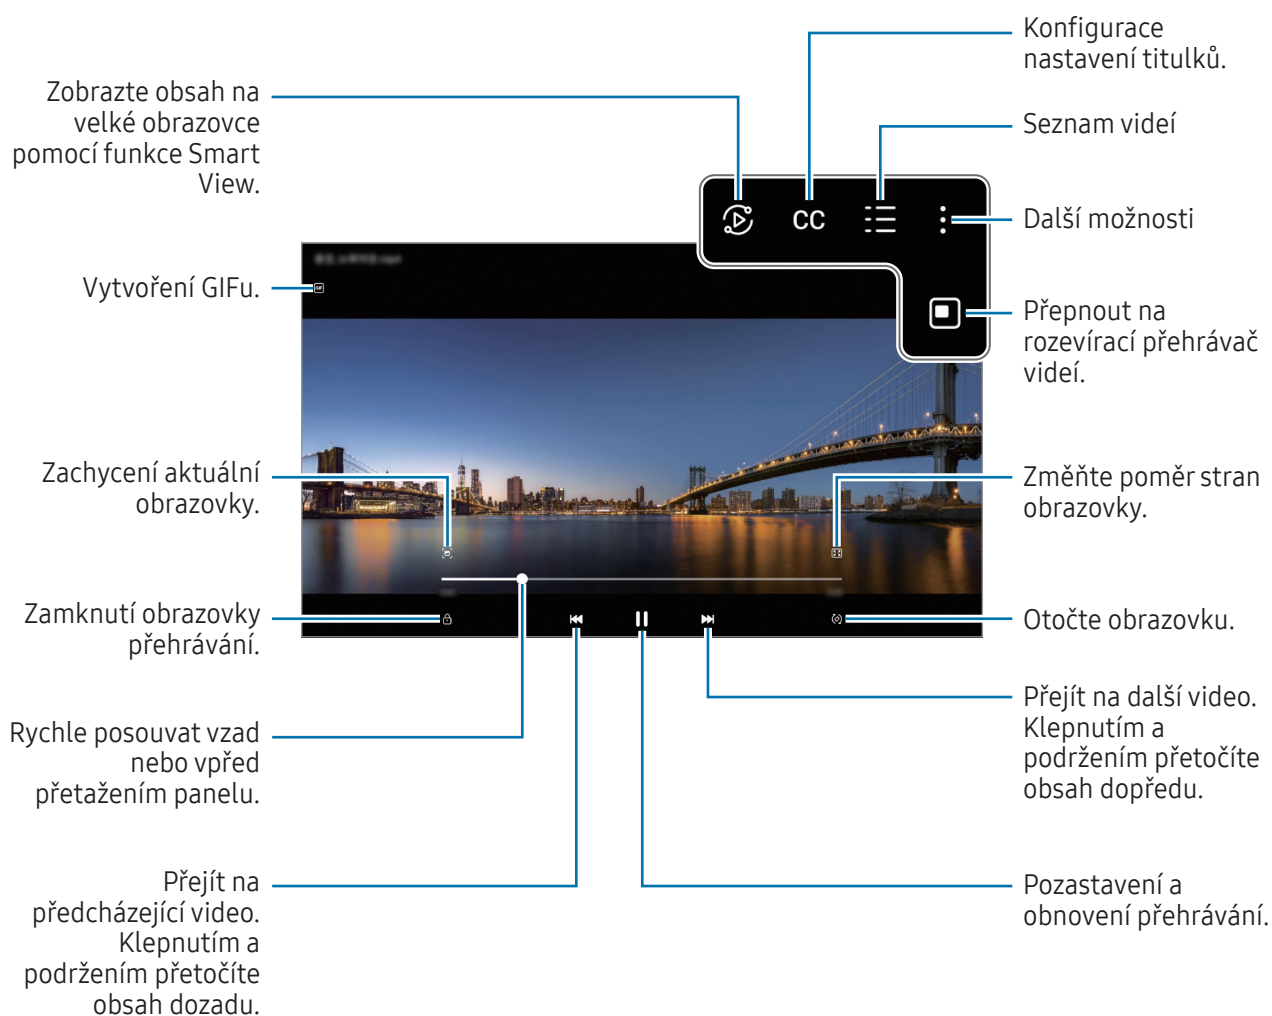 Konfigurace
nastavení titulků.
Zobrazte obsah na
velké obrazovce
pomocí funkce Smart
View.
Seznam videí
CC
Další možnosti
Vytvoření GIFu.
GIF
Přepnout na
rozevírací přehrávač
videí.
Zachycení aktuální
obrazovky.
Změňte poměr stran
obrazovky.
Zamknutí obrazovky
přehrávání.
Otočte obrazovku.
Rychle posouvat vzad
nebo vpřed
přetažením panelu.
Přejít na další video.
Klepnutím a
podržením přetočíte
obsah dopředu.
Přejít na
předcházející video.
Klepnutím a
podržením přetočíte
obsah dozadu.
Pozastavení a
obnovení přehrávání.